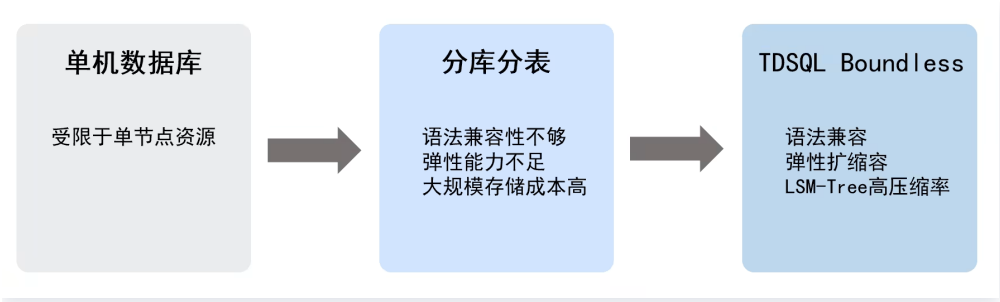 单机数据库
受限于单节点资源
分库分表
语法兼容性不够
弹性能力不足
大规模存储成本高
TDSQL Boundless
语法兼容
弹性扩缩容
LSM-Tree高压缩率